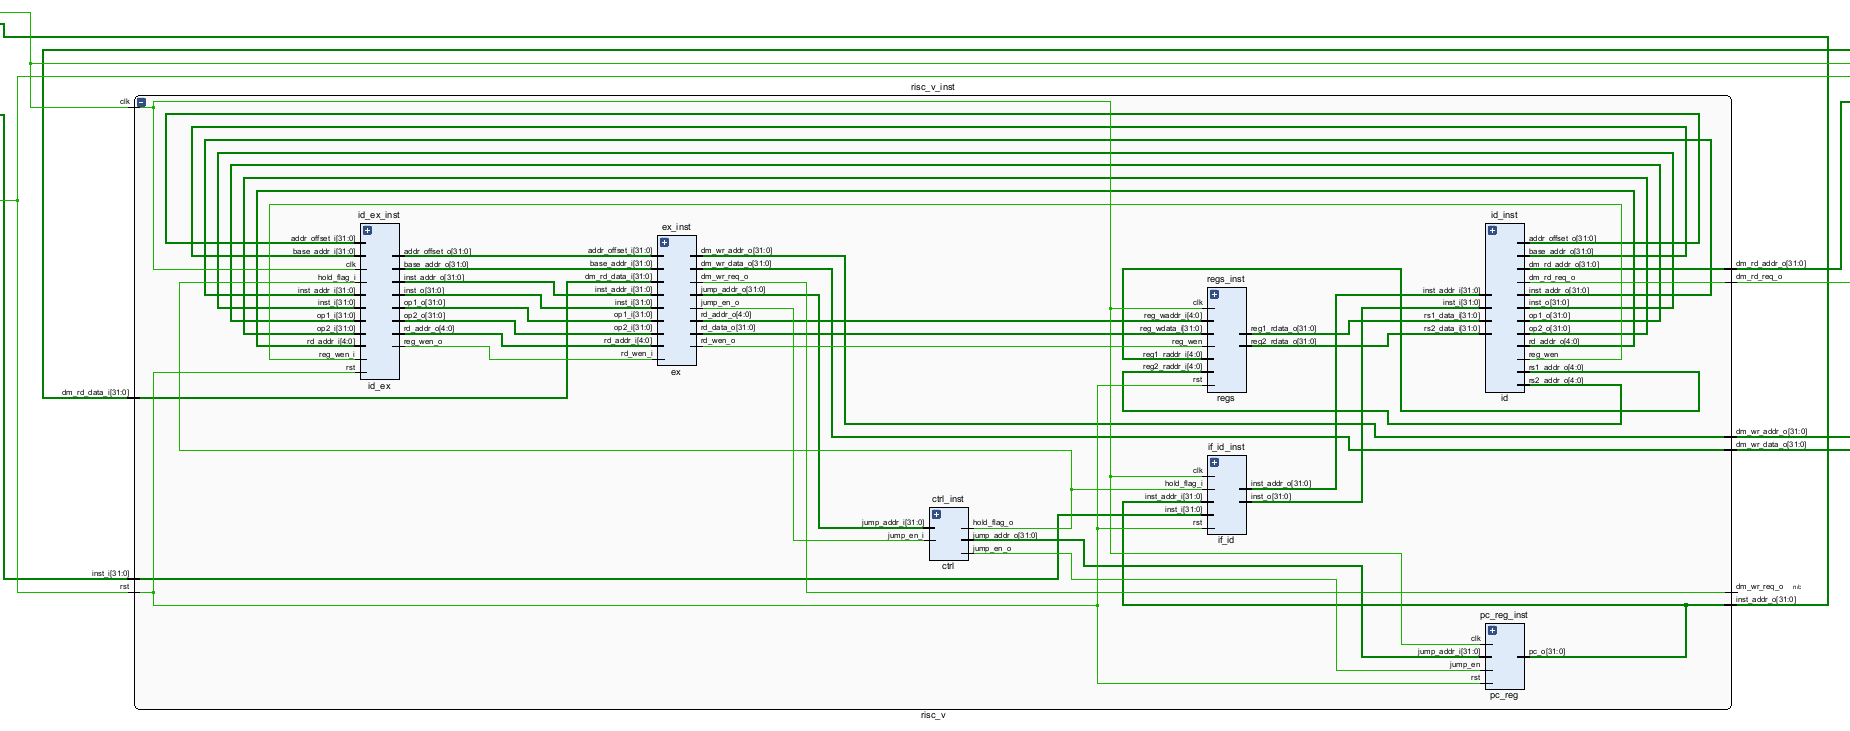 risc_v_inst
clk
dm_rd_data_i[31:0]
inst_i[31:0]
rst
id_ex_inst
addr_offset_i[31:0]
base_addr_i[31:0]
clk
hold_flag_i
inst_addr_i[31:0]
inst_i[31:0]
op1_i[31:0]
op2_i[31:0]
rd_addr_i[4:0]
reg_wen_i
rst
addr_offset_o[31:0]
base_addr_o[31:0]
inst_addr_o[31:0]
inst_o[31:0]
op1_o[31:0]
op2_o[31:0]
rd_addr_o[4:0]
reg_wen_o
id_ex
ex_inst
addr_offset_i[31:0]
base_addr_i[31:0]
dm_rd_data_i[31:0]
inst_addr_i[31:0]
inst_i[31:0]
op1_i[31:0]
op2_i[31:0]
rd_addr_i[4:0]
rd_wen_i
dm_wr_addr_o[31:0]
dm_wr_data_o[31:0]
dm_wr_req_o
jump_addr_o[31:0]
jump_en_o
rd_addr_o[4:0]
rd_data_o[31:0]
rd_wen_o
ex
ctrl_inst
jump_addr_i[31:0]
jump_en_i
hold_flag_o
jump_addr_o[31:0]
jump_en_o
ctrl
regs_inst
clk
reg_waddr_i[4:0]
reg_wdata_i[31:0]
reg_wen
reg1_raddr_i[4:0]
reg2_raddr_i[4:0]
rst
reg1_rdata_o[31:0]
reg2_rdata_o[31:0]
regs
if_id_inst
clk
hold_flag_i
inst_addr_i[31:0]
inst_i[31:0]
rst
inst_addr_o[31:0]
inst_o[31:0]
if_id
id_inst
inst_addr_i[31:0]
inst_i[31:0]
rs1_data_i[31:0]
rs2_data_i[31:0]
addr_offset_o[31:0]
base_addr_o[31:0]
dm_rd_addr_o[31:0]
dm_rd_req_o
inst_addr_o[31:0]
inst_o[31:0]
op1_o[31:0]
op2_o[31:0]
rd_addr_o[4:0]
reg_wen
rs1_addr_o[4:0]
rs2_addr_o[4:0]
id
pc_reg_inst
clk
jump_addr_i[31:0]
jump_en
rst
pc_o[31:0]
pc_reg
dm_rd_addr_o[31:0]
dm_rd_req_o
dm_wr_addr_o[31:0]
dm_wr_data_o[31:0]
dm_wr_req_o n/c
inst_addr_o[31:0]
risc_v